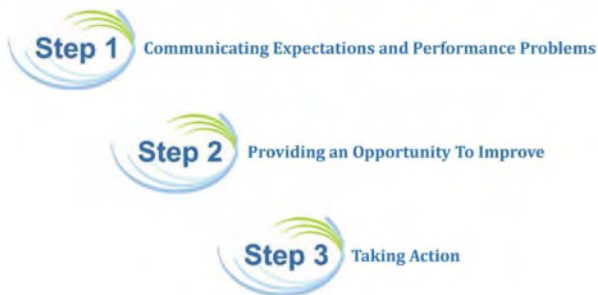 Step 1 Communicating Expectations and Performance Problems
Step 2 Providing an Opportunity To Improve
Step 3 Taking Action